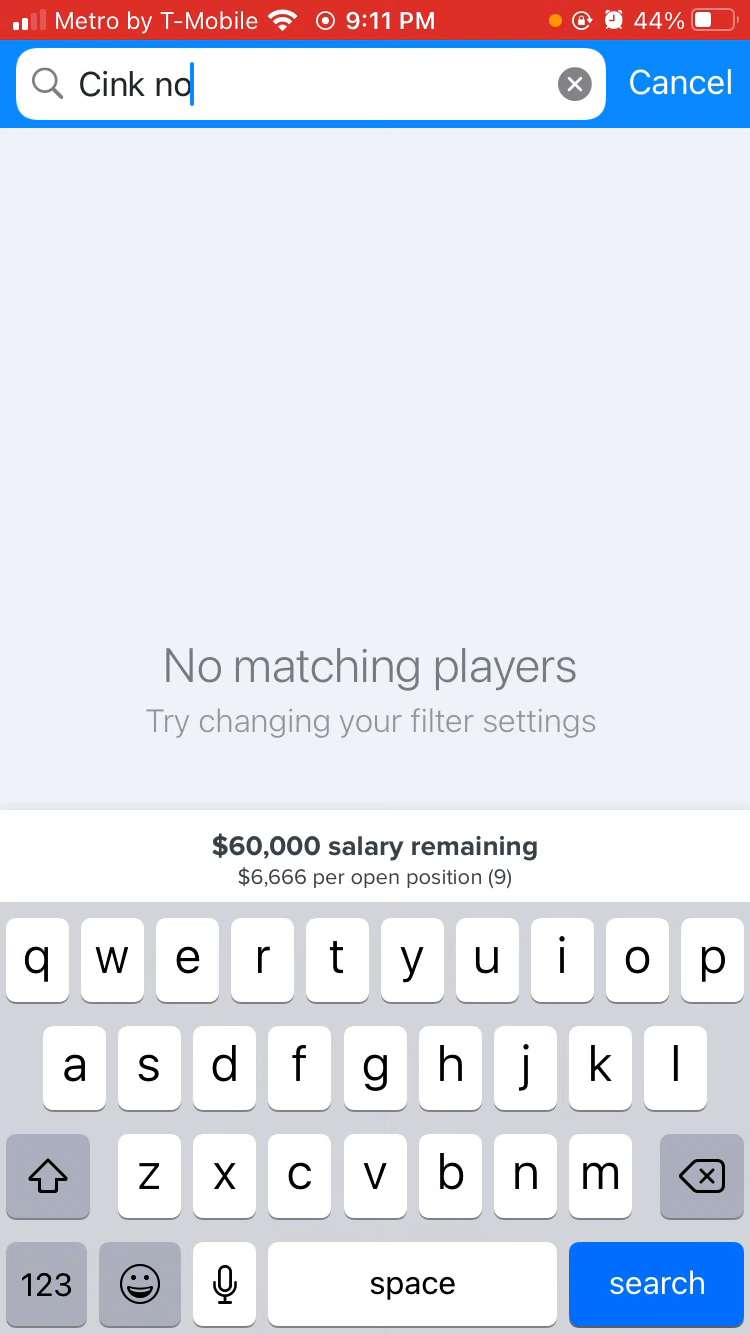 Metro by T-Mobile 9:11 PM 44%
Cink no Cancel
No matching players
Try changing your filter settings
$60,000 salary remaining
$6,666 per open position (9)
q w e r t y u i o p
a s d f g h j k l
z x c v b n m
123 space search